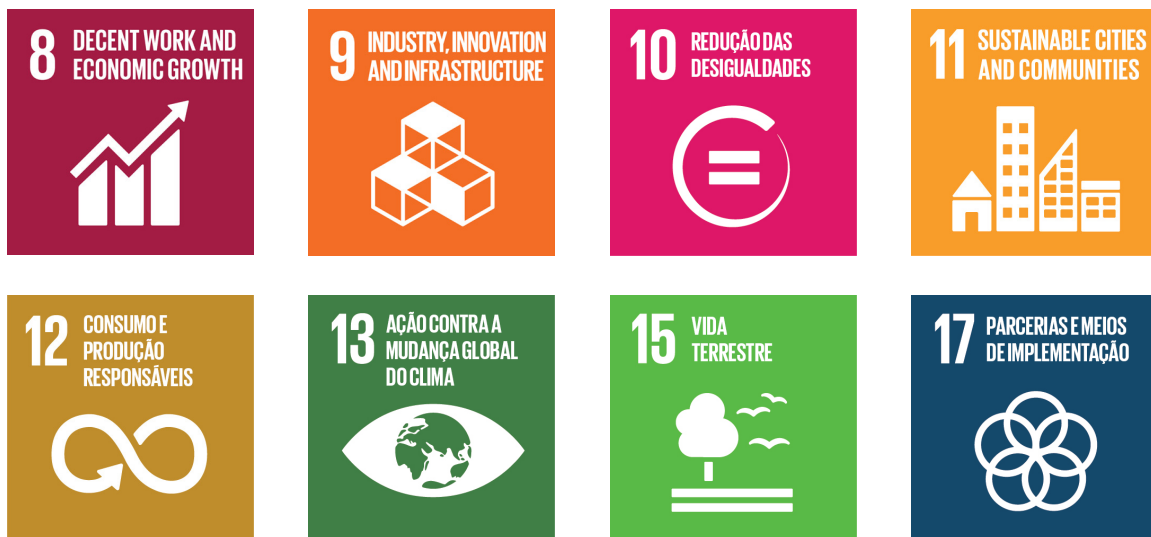 8 DECENT WORK AND
ECONOMIC GROWTH
9 INDUSTRY, INNOVATION
AND INFRASTRUCTURE
10 REDUÇÃO DAS
DESIGUALDADES
11 SUSTAINABLE CITIES
AND COMMUNITIES
12 CONSUMO E
PRODUÇÃO
RESPONSÁVEIS
13 AÇÃO CONTRA A
MUDANÇA GLOBAL
DO CLIMA
15 VIDA
TERRESTRE
17 PARCERIAS E MEIOS
DE IMPLEMENTAÇÃO